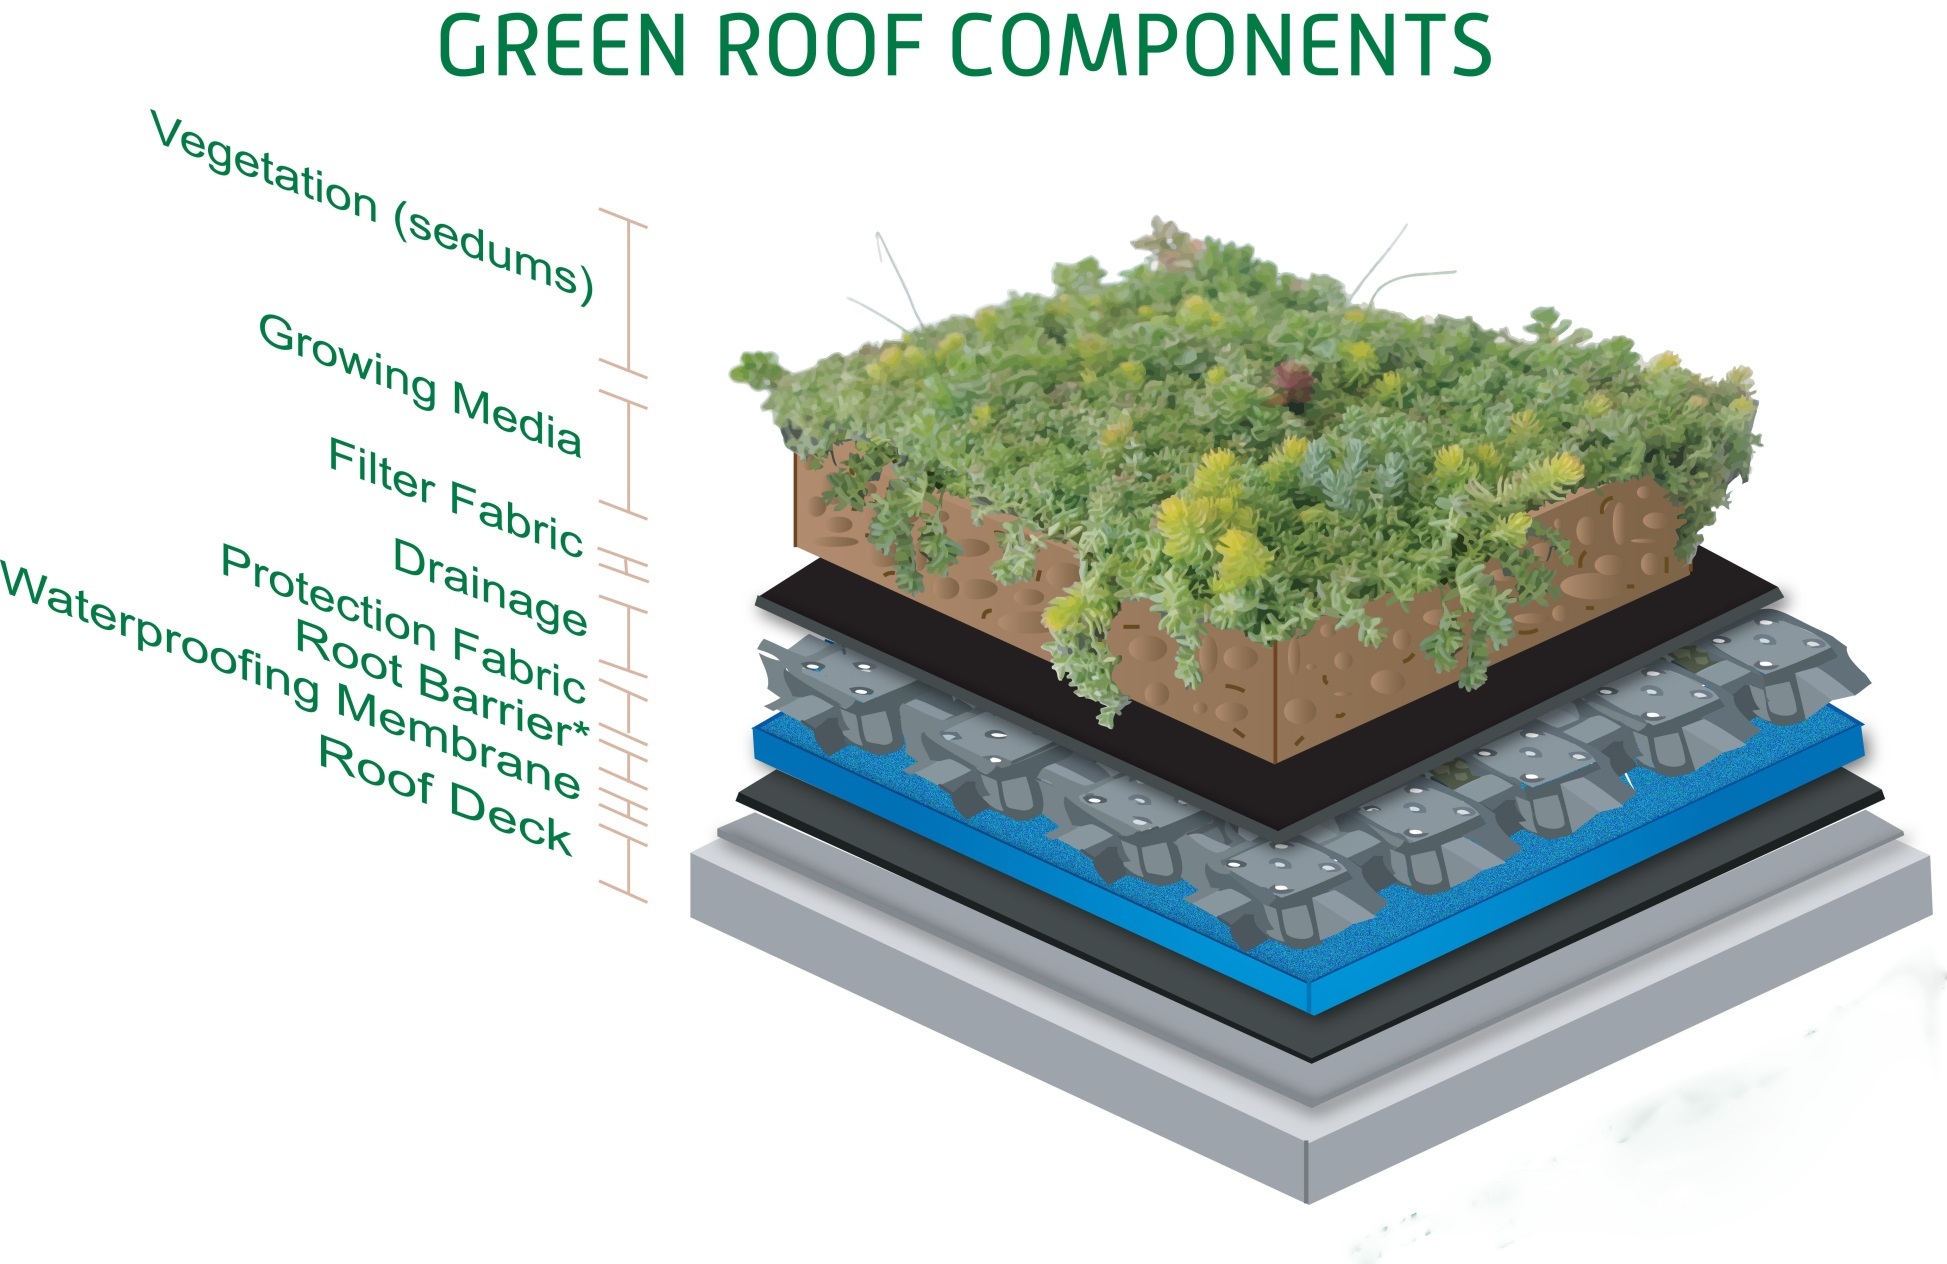 GREEN ROOF COMPONENTS
Vegetation (sedums)
Growing Media
Filter Fabric
Drainage
Protection Fabric
Root Barrier*
Waterproofing Membrane
Roof Deck